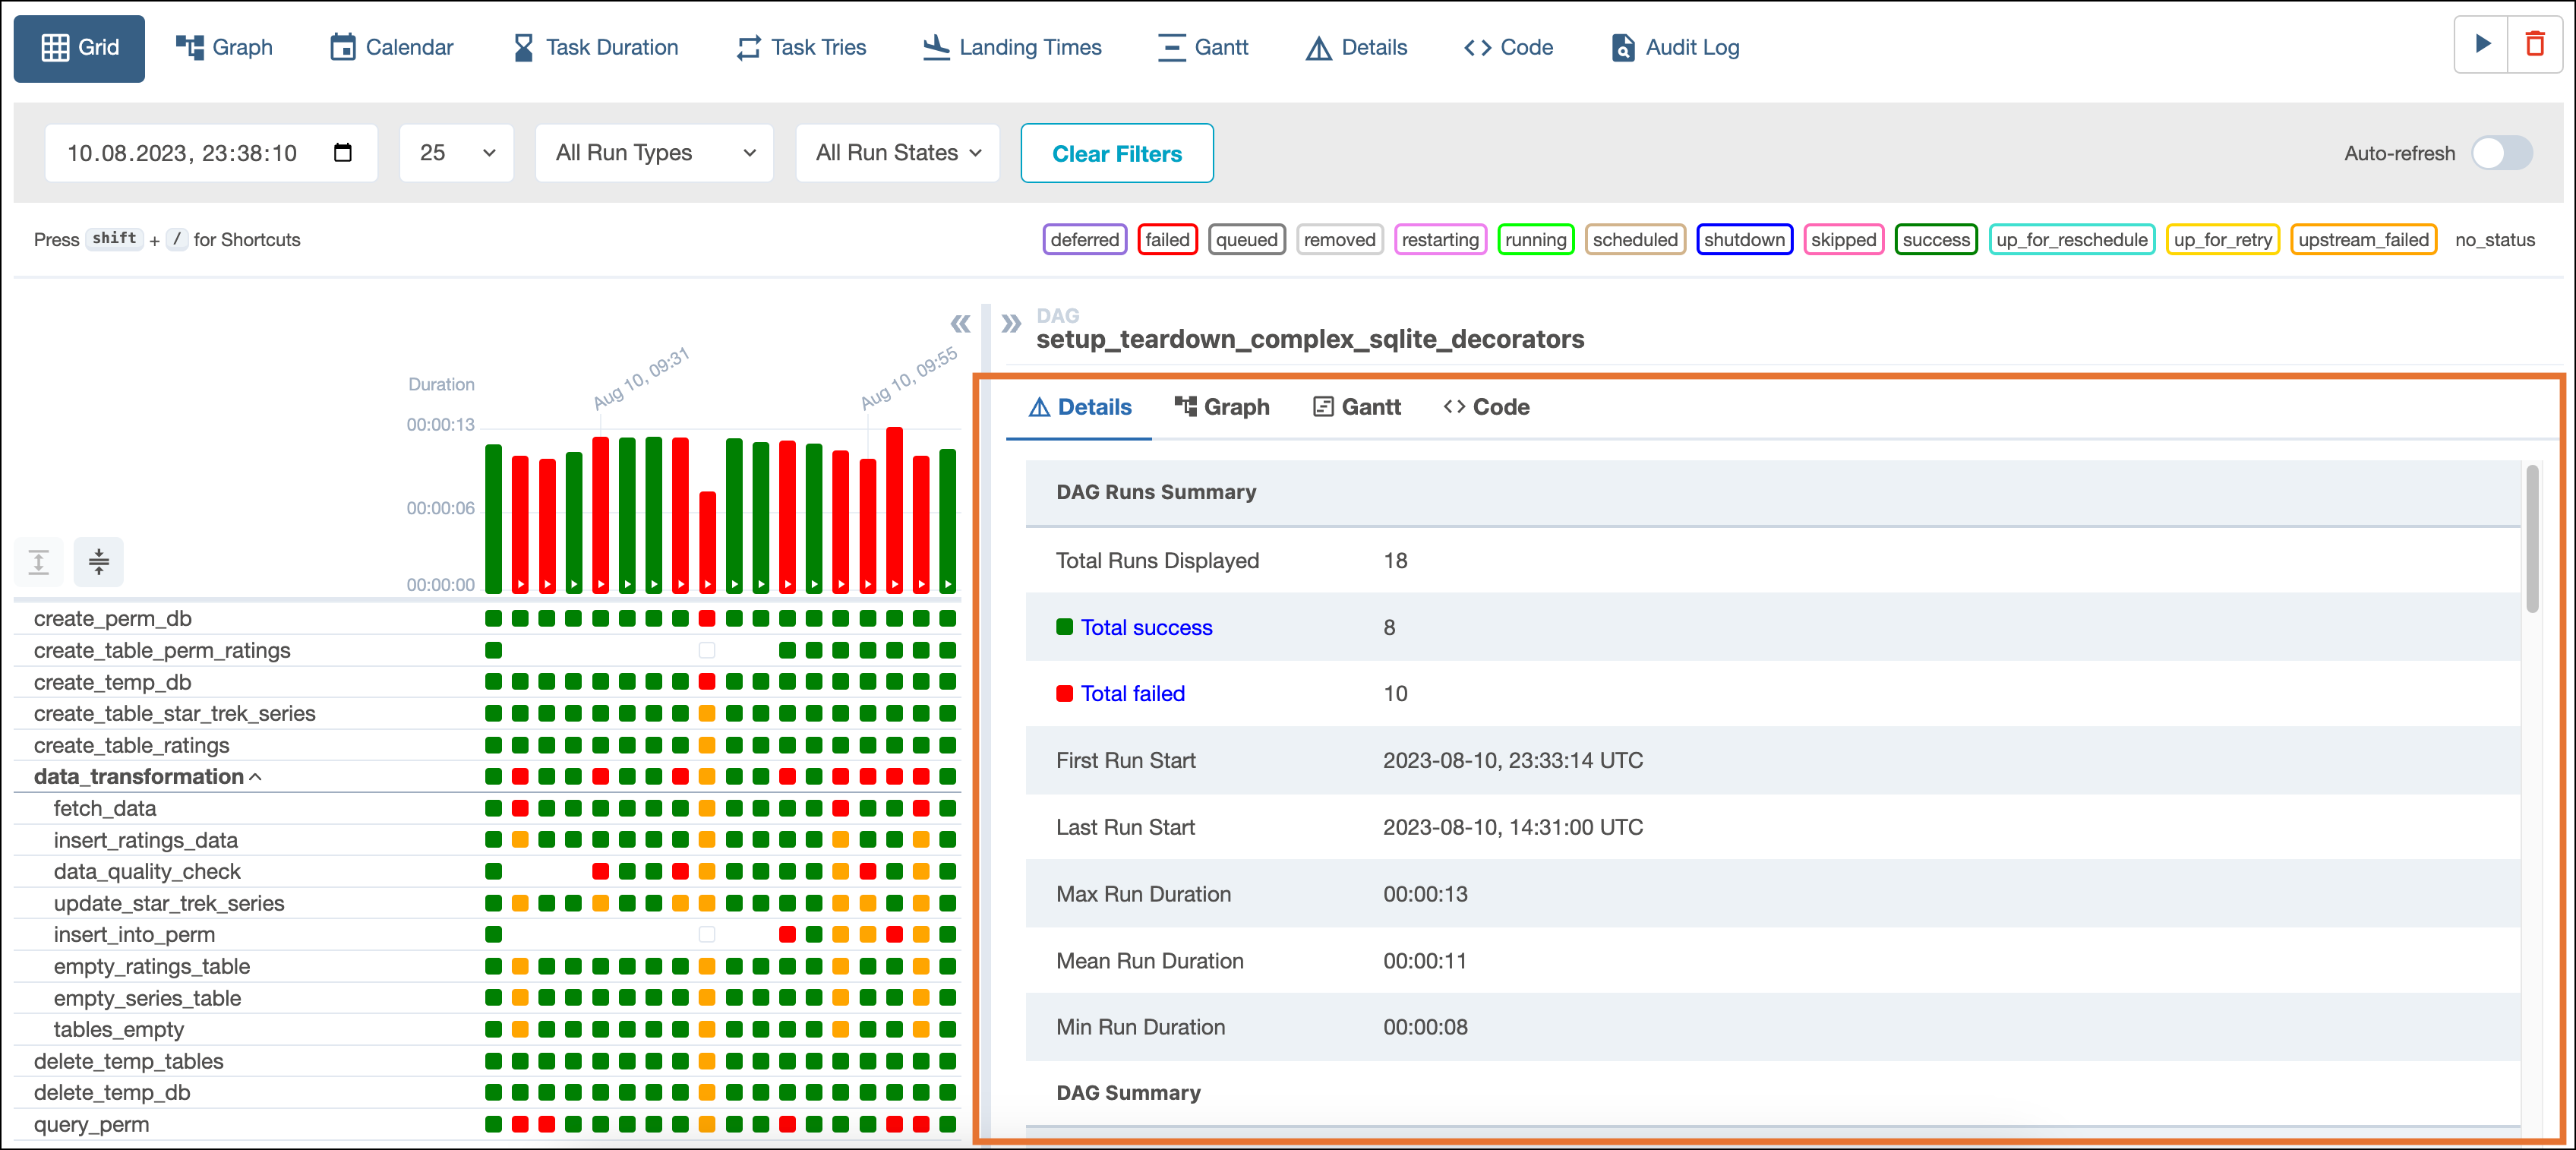 Grid Graph Calendar Task Duration Task Tries Landing Times Gantt Details Code Audit Log
10.08.2023, 23:38:10 25 All Run Types All Run States Clear Filters Auto-refresh
Press shift + / for Shortcuts
deferred failed queued removed restarting running scheduled shutdown skipped success up_for_reschedule up_for_retry upstream_failed no_status
Duration
Aug 10, 09:31
Aug 10, 09:55
00:00:13
00:00:06
00:00:00
create_perm_db
create_table_perm_ratings
create_temp_db
create_table_star_trek_series
create_table_ratings
data_transformation
fetch_data
insert_ratings_data
data_quality_check
update_star_trek_series
insert_into_perm
empty_ratings_table
empty_series_table
tables_empty
delete_temp_tables
delete_temp_db
query_perm
DAG
setup_teardown_complex_sqlite_decorators
Details Graph Gantt Code
DAG Runs Summary
Total Runs Displayed 18
Total success 8
Total failed 10
First Run Start 2023-08-10, 23:33:14 UTC
Last Run Start 2023-08-10, 14:31:00 UTC
Max Run Duration 00:00:13
Mean Run Duration 00:00:11
Min Run Duration 00:00:08
DAG Summary